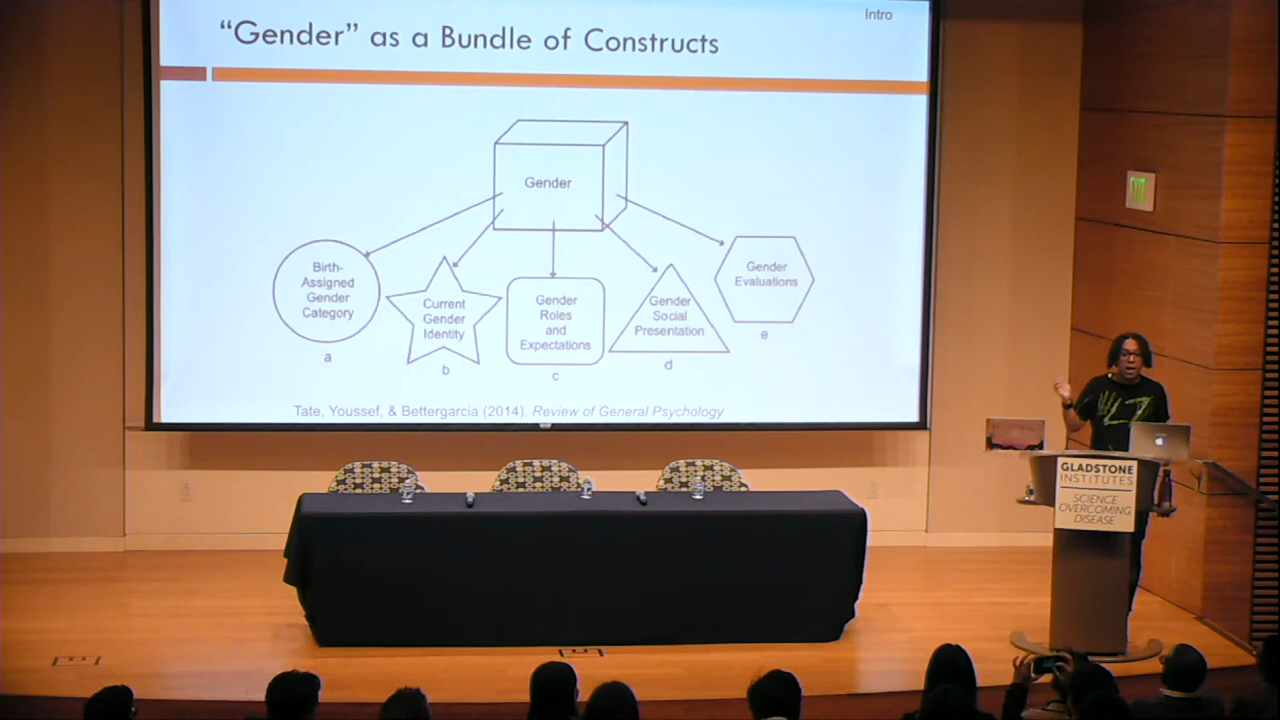 Intro
“Gender” as a Bundle of Constructs
Gender
Birth-
Assigned
Gender
Category
a
Current
Gender
Identity
b
Gender
Roles
and
Expectations
c
Gender
Social
Presentation
d
Gender
Evaluations
e
Tate, Youssef, & Bettergarcia (2014). Review of General Psychology
GLADSTONE
INSTITUTES
SCIENCE
OVERCOMING
DISEASE